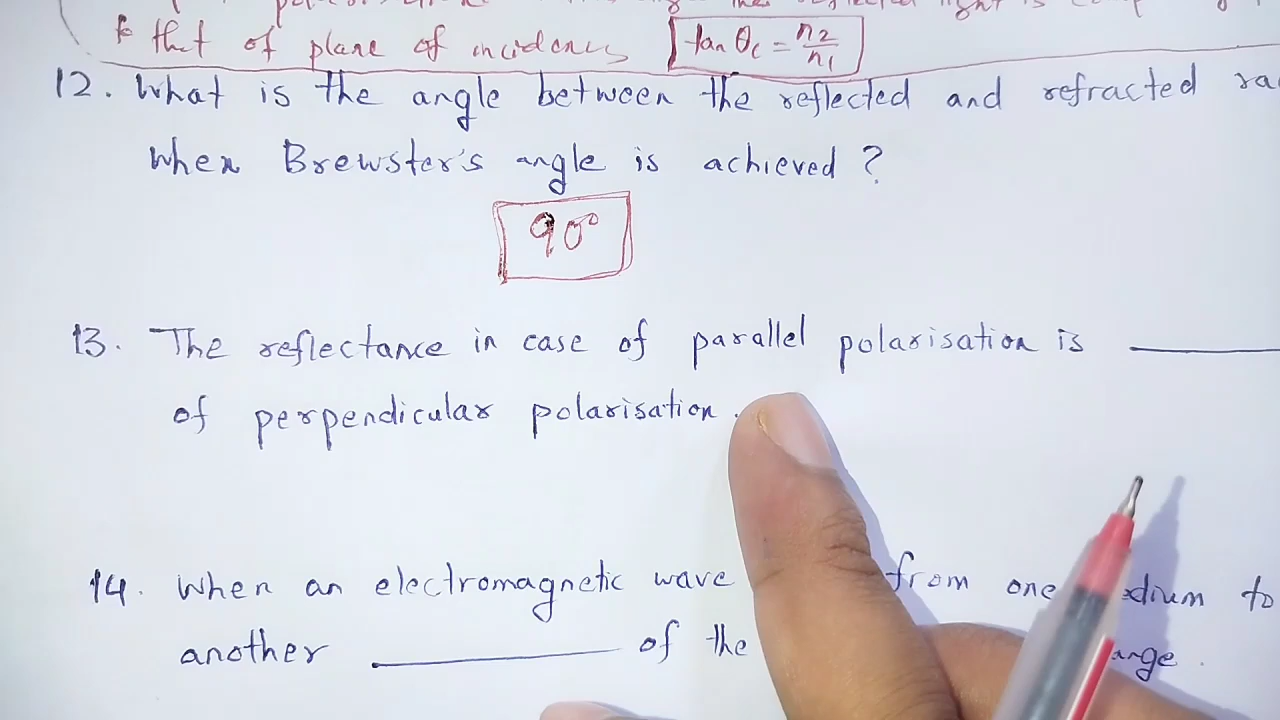 to that of plane of incidence tan θc = n2/n1
12. What is the angle between the reflected and refracted
when Brewster's angle is achieved ?
90°
13. The reflectance in case of parallel polarisation is ________
of perpendicular polarisation.
14. When an electromagnetic wave from one to
another ________ of the